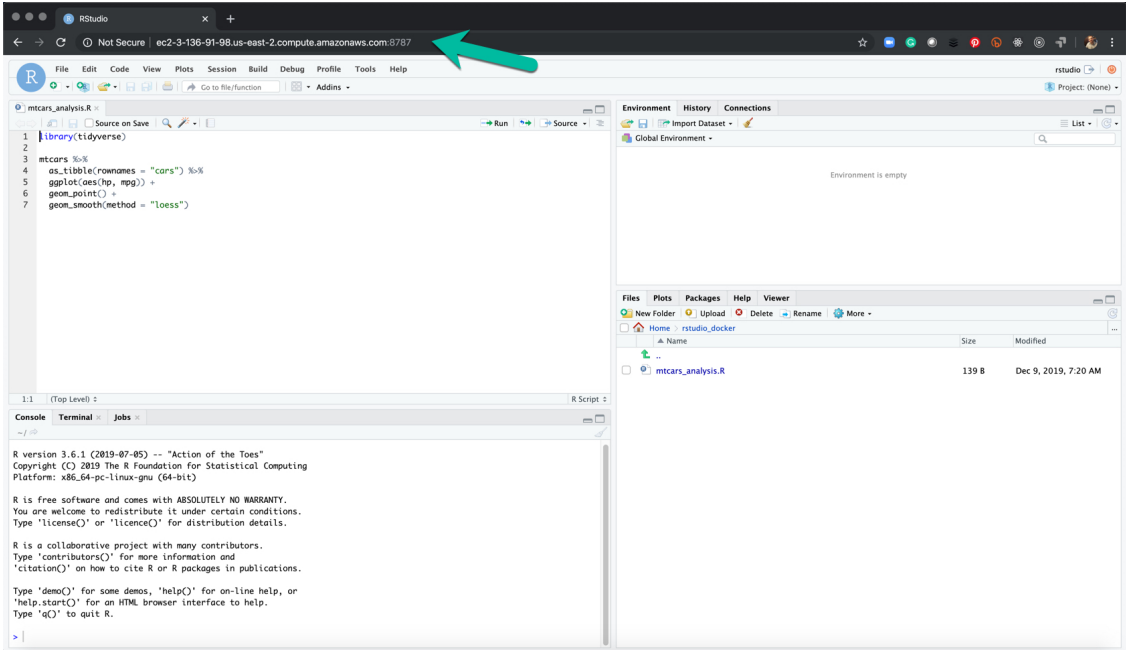 RStudio
Not Secure | ec2-3-136-91-98.us-east-2.compute.amazonaws.com:8787
R File Edit Code View Plots Session Build Debug Profile Tools Help
rstudio
Go to file/function Addins
Project: (None)
mtcars_analysis.R
Source on Save Run Source
1 library(tidyverse)
2
3 mtcars %>%
4 as_tibble(rownames = "cars") %>%
5 ggplot(aes(hp, mpg)) +
6 geom_point() +
7 geom_smooth(method = "loess")
1:1 (Top Level) R Script
Console Terminal Jobs
~/
R version 3.6.1 (2019-07-05) -- "Action of the Toes"
Copyright (C) 2019 The R Foundation for Statistical Computing
Platform: x86_64-pc-linux-gnu (64-bit)
R is free software and comes with ABSOLUTELY NO WARRANTY.
You are welcome to redistribute it under certain conditions.
Type 'license()' or 'licence()' for distribution details.
R is a collaborative project with many contributors.
Type 'contributors()' for more information and
'citation()' on how to cite R or R packages in publications.
Type 'demo()' for some demos, 'help()' for on-line help, or
'help.start()' for an HTML browser interface to help.
Type 'q()' to quit R.
>
Environment History Connections
Import Dataset List
Global Environment
Environment is empty
Files Plots Packages Help Viewer
New Folder Upload Delete Rename More
Home rstudio_docker ...
Name Size Modified
..
mtcars_analysis.R 139 B Dec 9, 2019, 7:20 AM